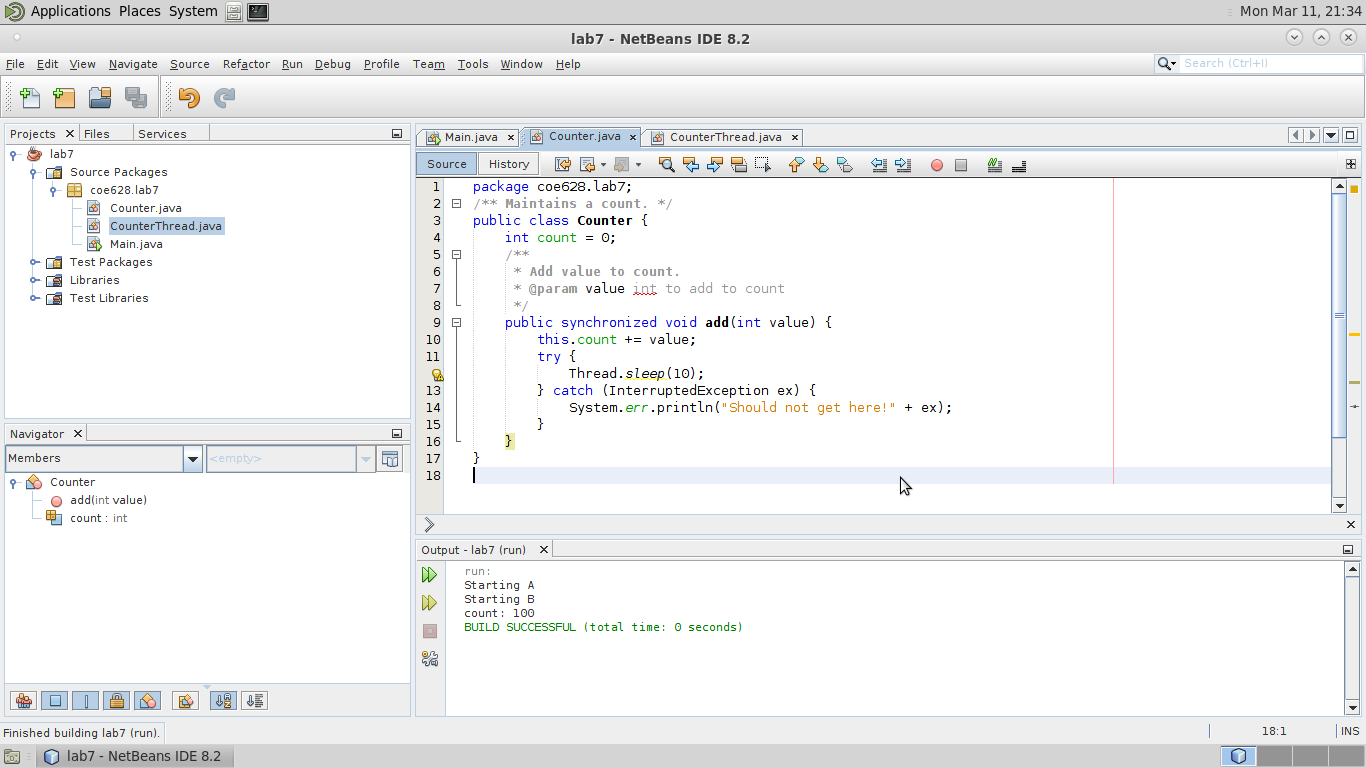 Applications Places System
Mon Mar 11, 21:34
lab7 - NetBeans IDE 8.2
File Edit View Navigate Source Refactor Run Debug Profile Team Tools Window Help
Search (Ctrl+I)
Projects Files Services
lab7
Source Packages
coe628.lab7
Counter.java
CounterThread.java
Main.java
Test Packages
Libraries
Test Libraries
Navigator
Members
<empty>
Counter
add(int value)
count : int
Main.java Counter.java CounterThread.java
Source History
1 package coe628.lab7;
2 /** Maintains a count. */
3 public class Counter {
4 int count = 0;
5 /**
6 * Add value to count.
7 * @param value int to add to count
8 */
9 public synchronized void add(int value) {
10 this.count += value;
11 try {
Thread.sleep(10);
13 } catch (InterruptedException ex) {
14 System.err.println("Should not get here!" + ex);
15 }
16 }
17 }
18
Output - lab7 (run)
run:
Starting A
Starting B
count: 100
BUILD SUCCESSFUL (total time: 0 seconds)
Finished building lab7 (run).
18:1 INS
lab7 - NetBeans IDE 8.2